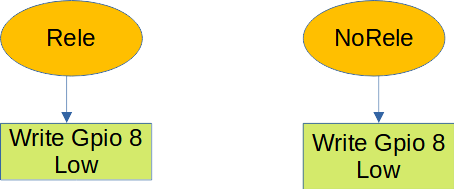 Rele
NoRele
Write Gpio 8
Low
Write Gpio 8
Low